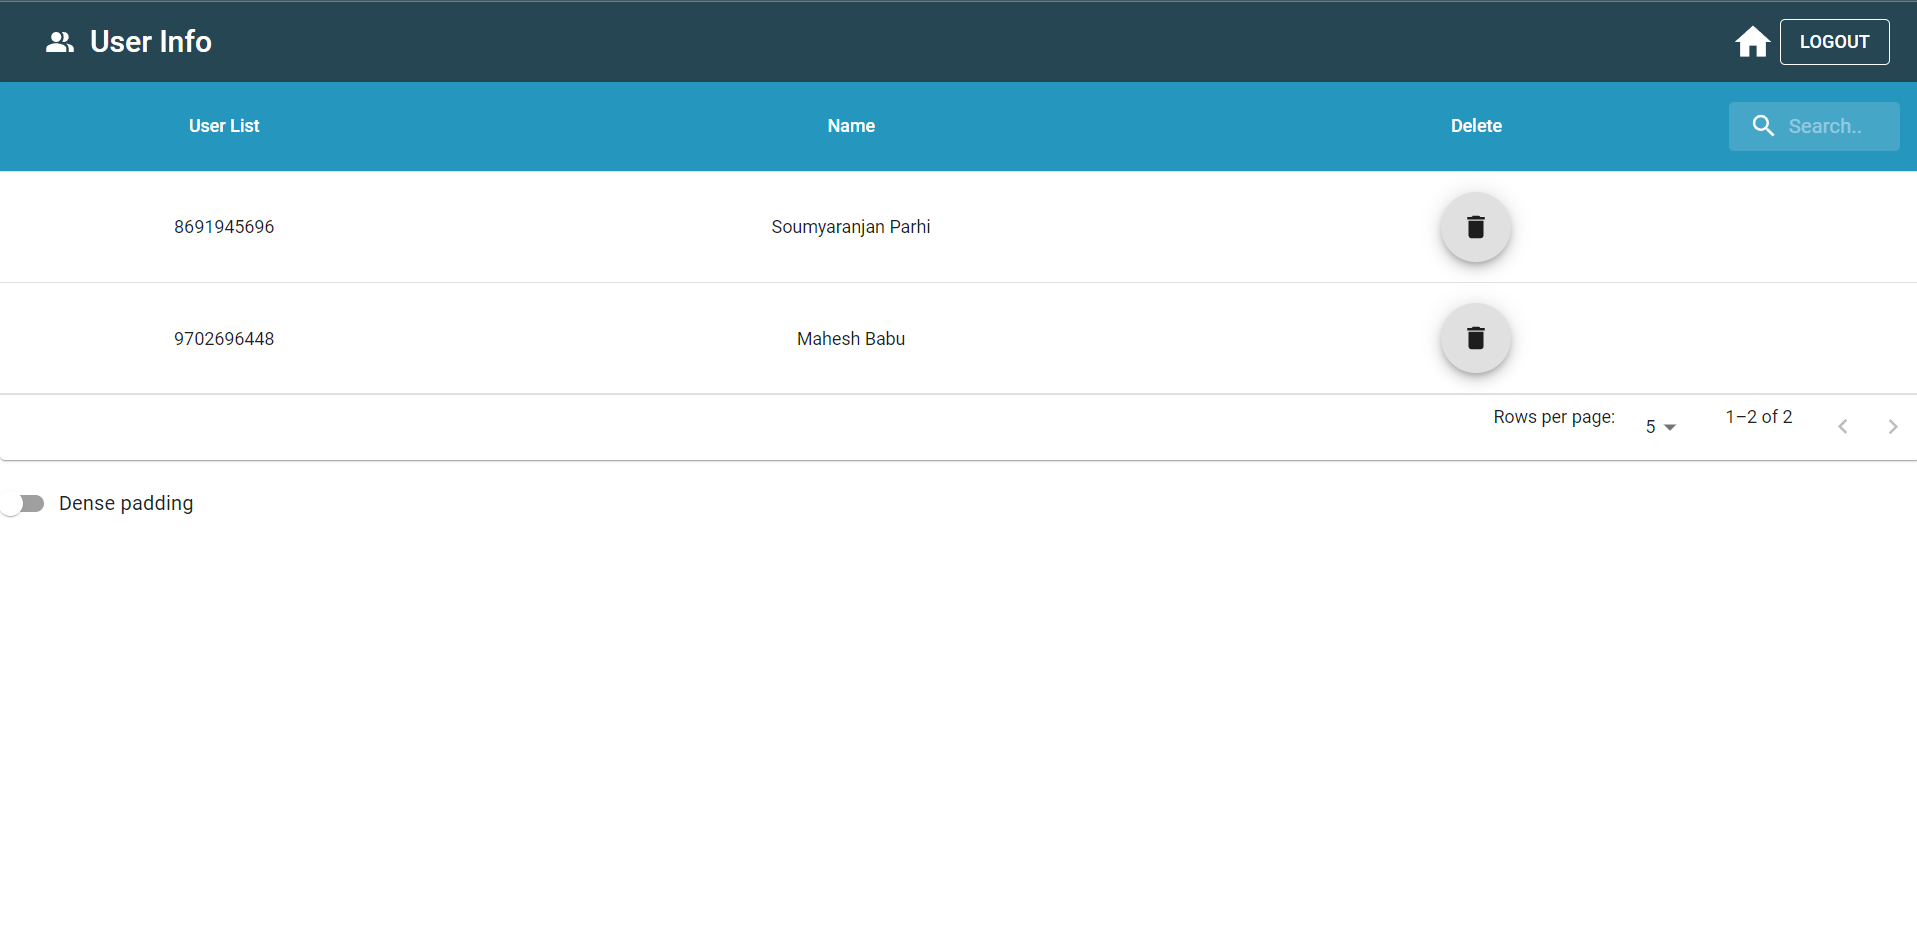 User Info
LOGOUT
User List Name Delete Search..
8691945696 Soumyaranjan Parhi
9702696448 Mahesh Babu
Rows per page: 5 1–2 of 2
Dense padding